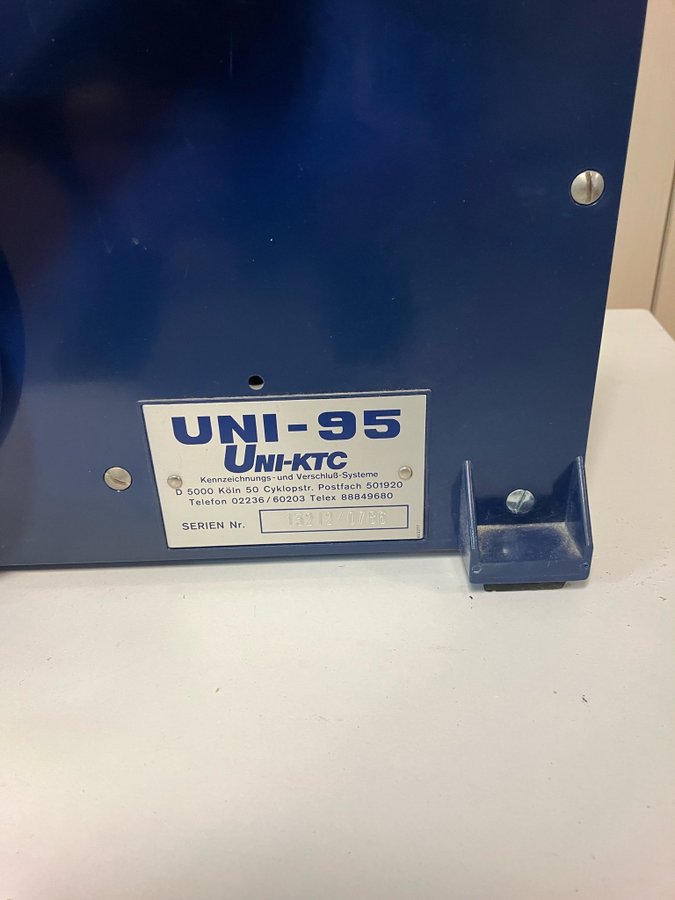 UNI-95
UNI-KTC
Kennzeichnungs- und Verschluß-Systeme
D 5000 Köln 50 Cyklopstr. Postfach 501920
Telefon 02236/60203 Telex 88849680
SERIEN Nr.